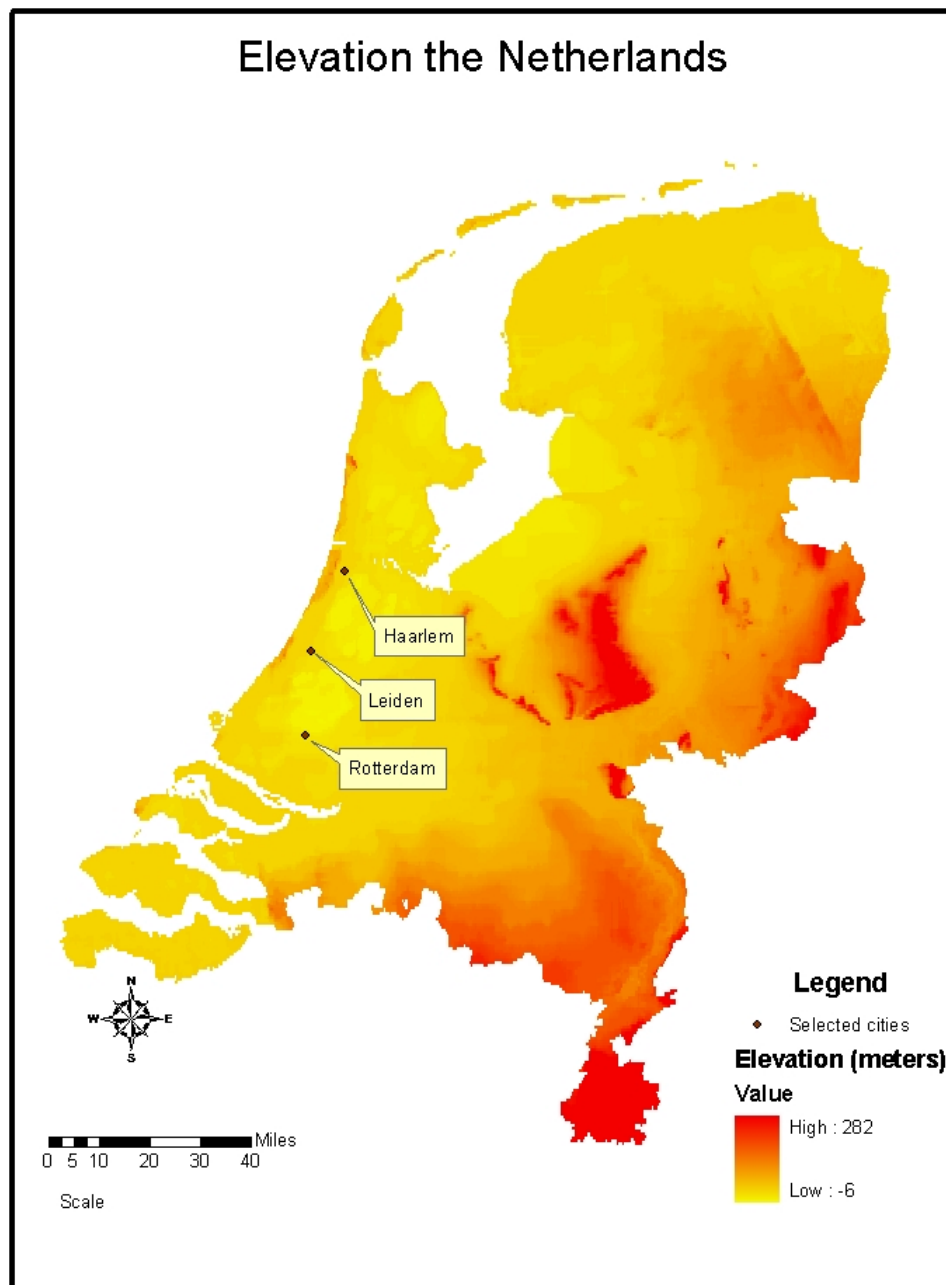 Elevation the Netherlands
Haarlem
Leiden
Rotterdam
N
W E
S
Legend
Selected cities
Elevation (meters)
Value
High : 282
Low : -6
Miles
0 5 10 20 30 40
Scale